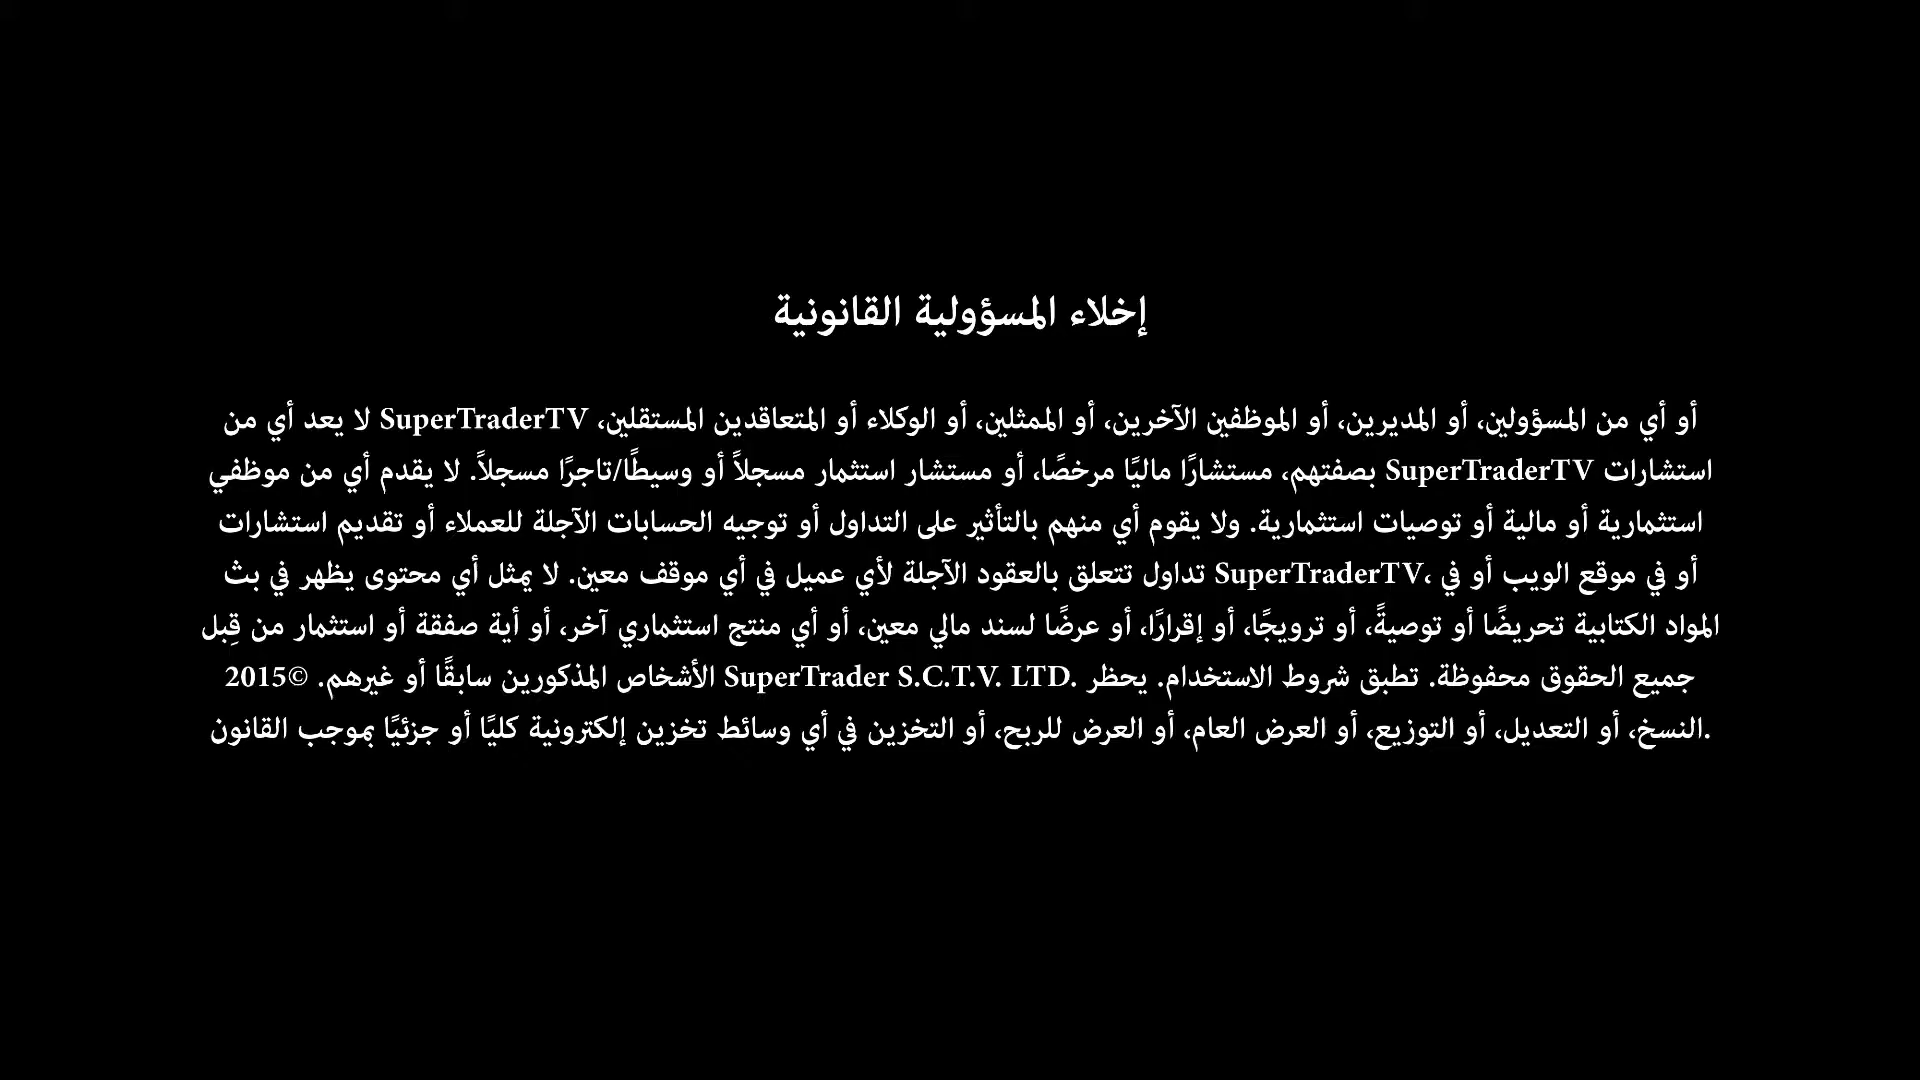 إخلاء المسؤولية القانونية
لا يعد أي من SuperTraderTV أو أي من المسؤولين، أو المديرين، أو الموظفين الآخرين، أو الممثلين، أو الوكلاء أو المتعاقدين المستقلين،
بصفتهم، مستشارًا ماليًا مرخصًا، أو مستشار استثمار مسجلاً أو وسيطًا/تاجرًا مسجلاً. لا يقدم أي من موظفي SuperTraderTV استشارات
استثمارية أو مالية أو توصيات استثمارية. ولا يقوم أي منهم بالتأثير على التداول أو توجيه الحسابات الآجلة للعملاء أو تقديم استشارات
تداول تتعلق بالعقود الآجلة لأي عميل في أي موقف معين. لا يمثل أي محتوى يظهر في بث SuperTraderTV، أو في موقع الويب أو في
المواد الكتابية تحريضًا أو توصيةً، أو ترويجًا، أو إقرارًا، أو عرضًا لسند مالي معين، أو أي منتج استثماري آخر، أو أية صفقة أو استثمار من قِبل
الأشخاص المذكورين سابقًا أو غيرهم. ©2015 SuperTrader S.C.T.V. LTD. جميع الحقوق محفوظة. تطبق شروط الاستخدام. يحظر
النسخ، أو التعديل، أو التوزيع، أو العرض العام، أو العرض للربح، أو التخزين في أي وسائط تخزين إلكترونية كليًا أو جزئيًا بموجب القانون.